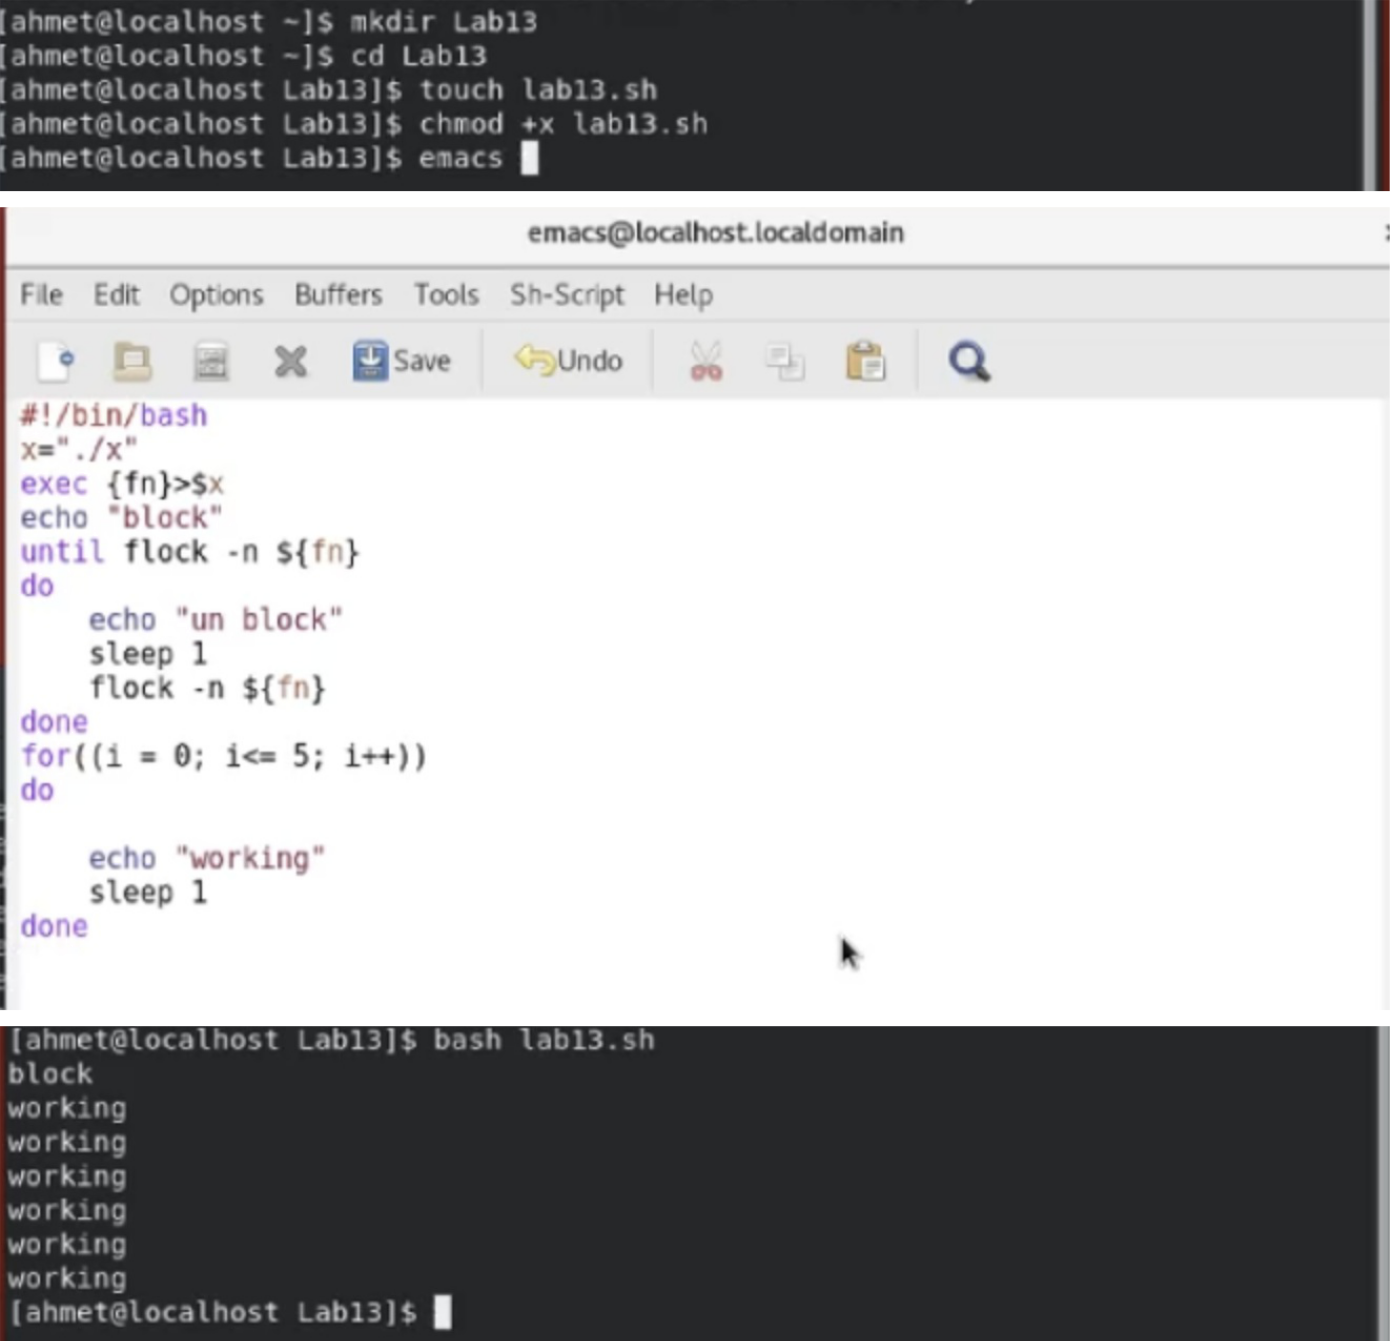 [ahmet@localhost ~]$ mkdir Lab13
[ahmet@localhost ~]$ cd Lab13
[ahmet@localhost Lab13]$ touch lab13.sh
[ahmet@localhost Lab13]$ chmod +x lab13.sh
[ahmet@localhost Lab13]$ emacs
emacs@localhost.localdomain
File Edit Options Buffers Tools Sh-Script Help
Save Undo
#!/bin/bash
x="./x"
exec {fn}>$x
echo "block"
until flock -n ${fn}
do
    echo "un block"
    sleep 1
    flock -n ${fn}
done
for((i = 0; i<= 5; i++))
do
    echo "working"
    sleep 1
done
[ahmet@localhost Lab13]$ bash lab13.sh
block
working
working
working
working
working
working
[ahmet@localhost Lab13]$